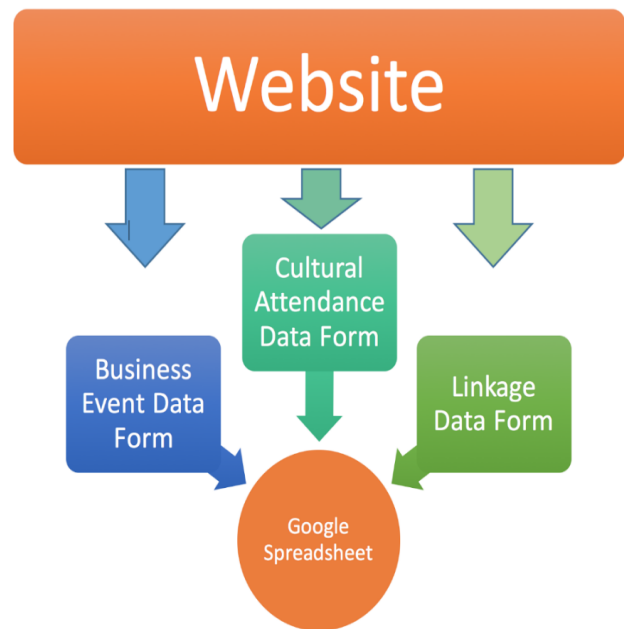 Website
Cultural
Attendance
Data Form
Business
Event Data
Form
Linkage
Data Form
Google
Spreadsheet